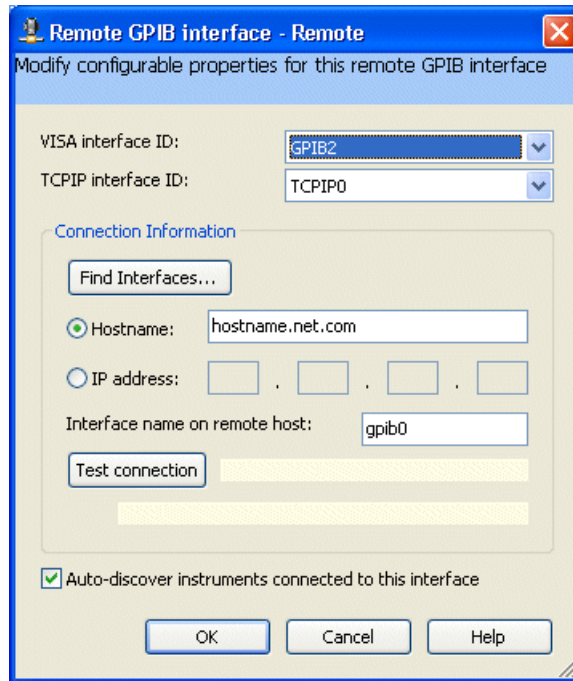 Remote GPIB interface - Remote
Modify configurable properties for this remote GPIB interface
VISA interface ID:
GPIB2
TCPIP interface ID:
TCPIP0
Connection Information
Find Interfaces...
Hostname:
hostname.net.com
IP address:
. . .
Interface name on remote host:
gpib0
Test connection
Auto-discover instruments connected to this interface
OK
Cancel
Help